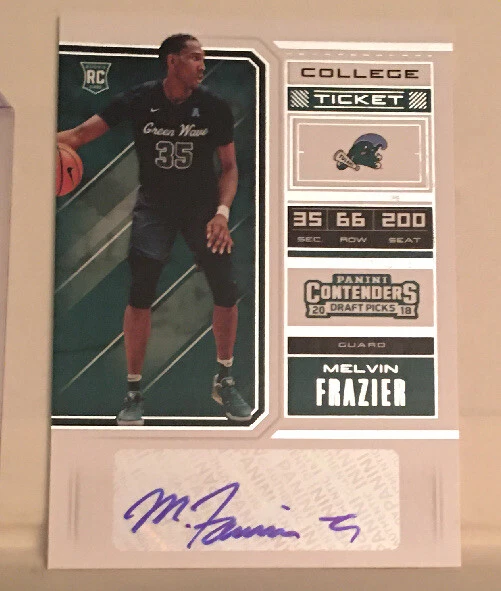 RC
COLLEGE
TICKET
Green Wave
35
35 66 200
SEC. ROW SEAT
PANINI
CONTENDERS
20 DRAFT PICKS 18
GUARD
MELVIN
FRAZIER
M. Frazier